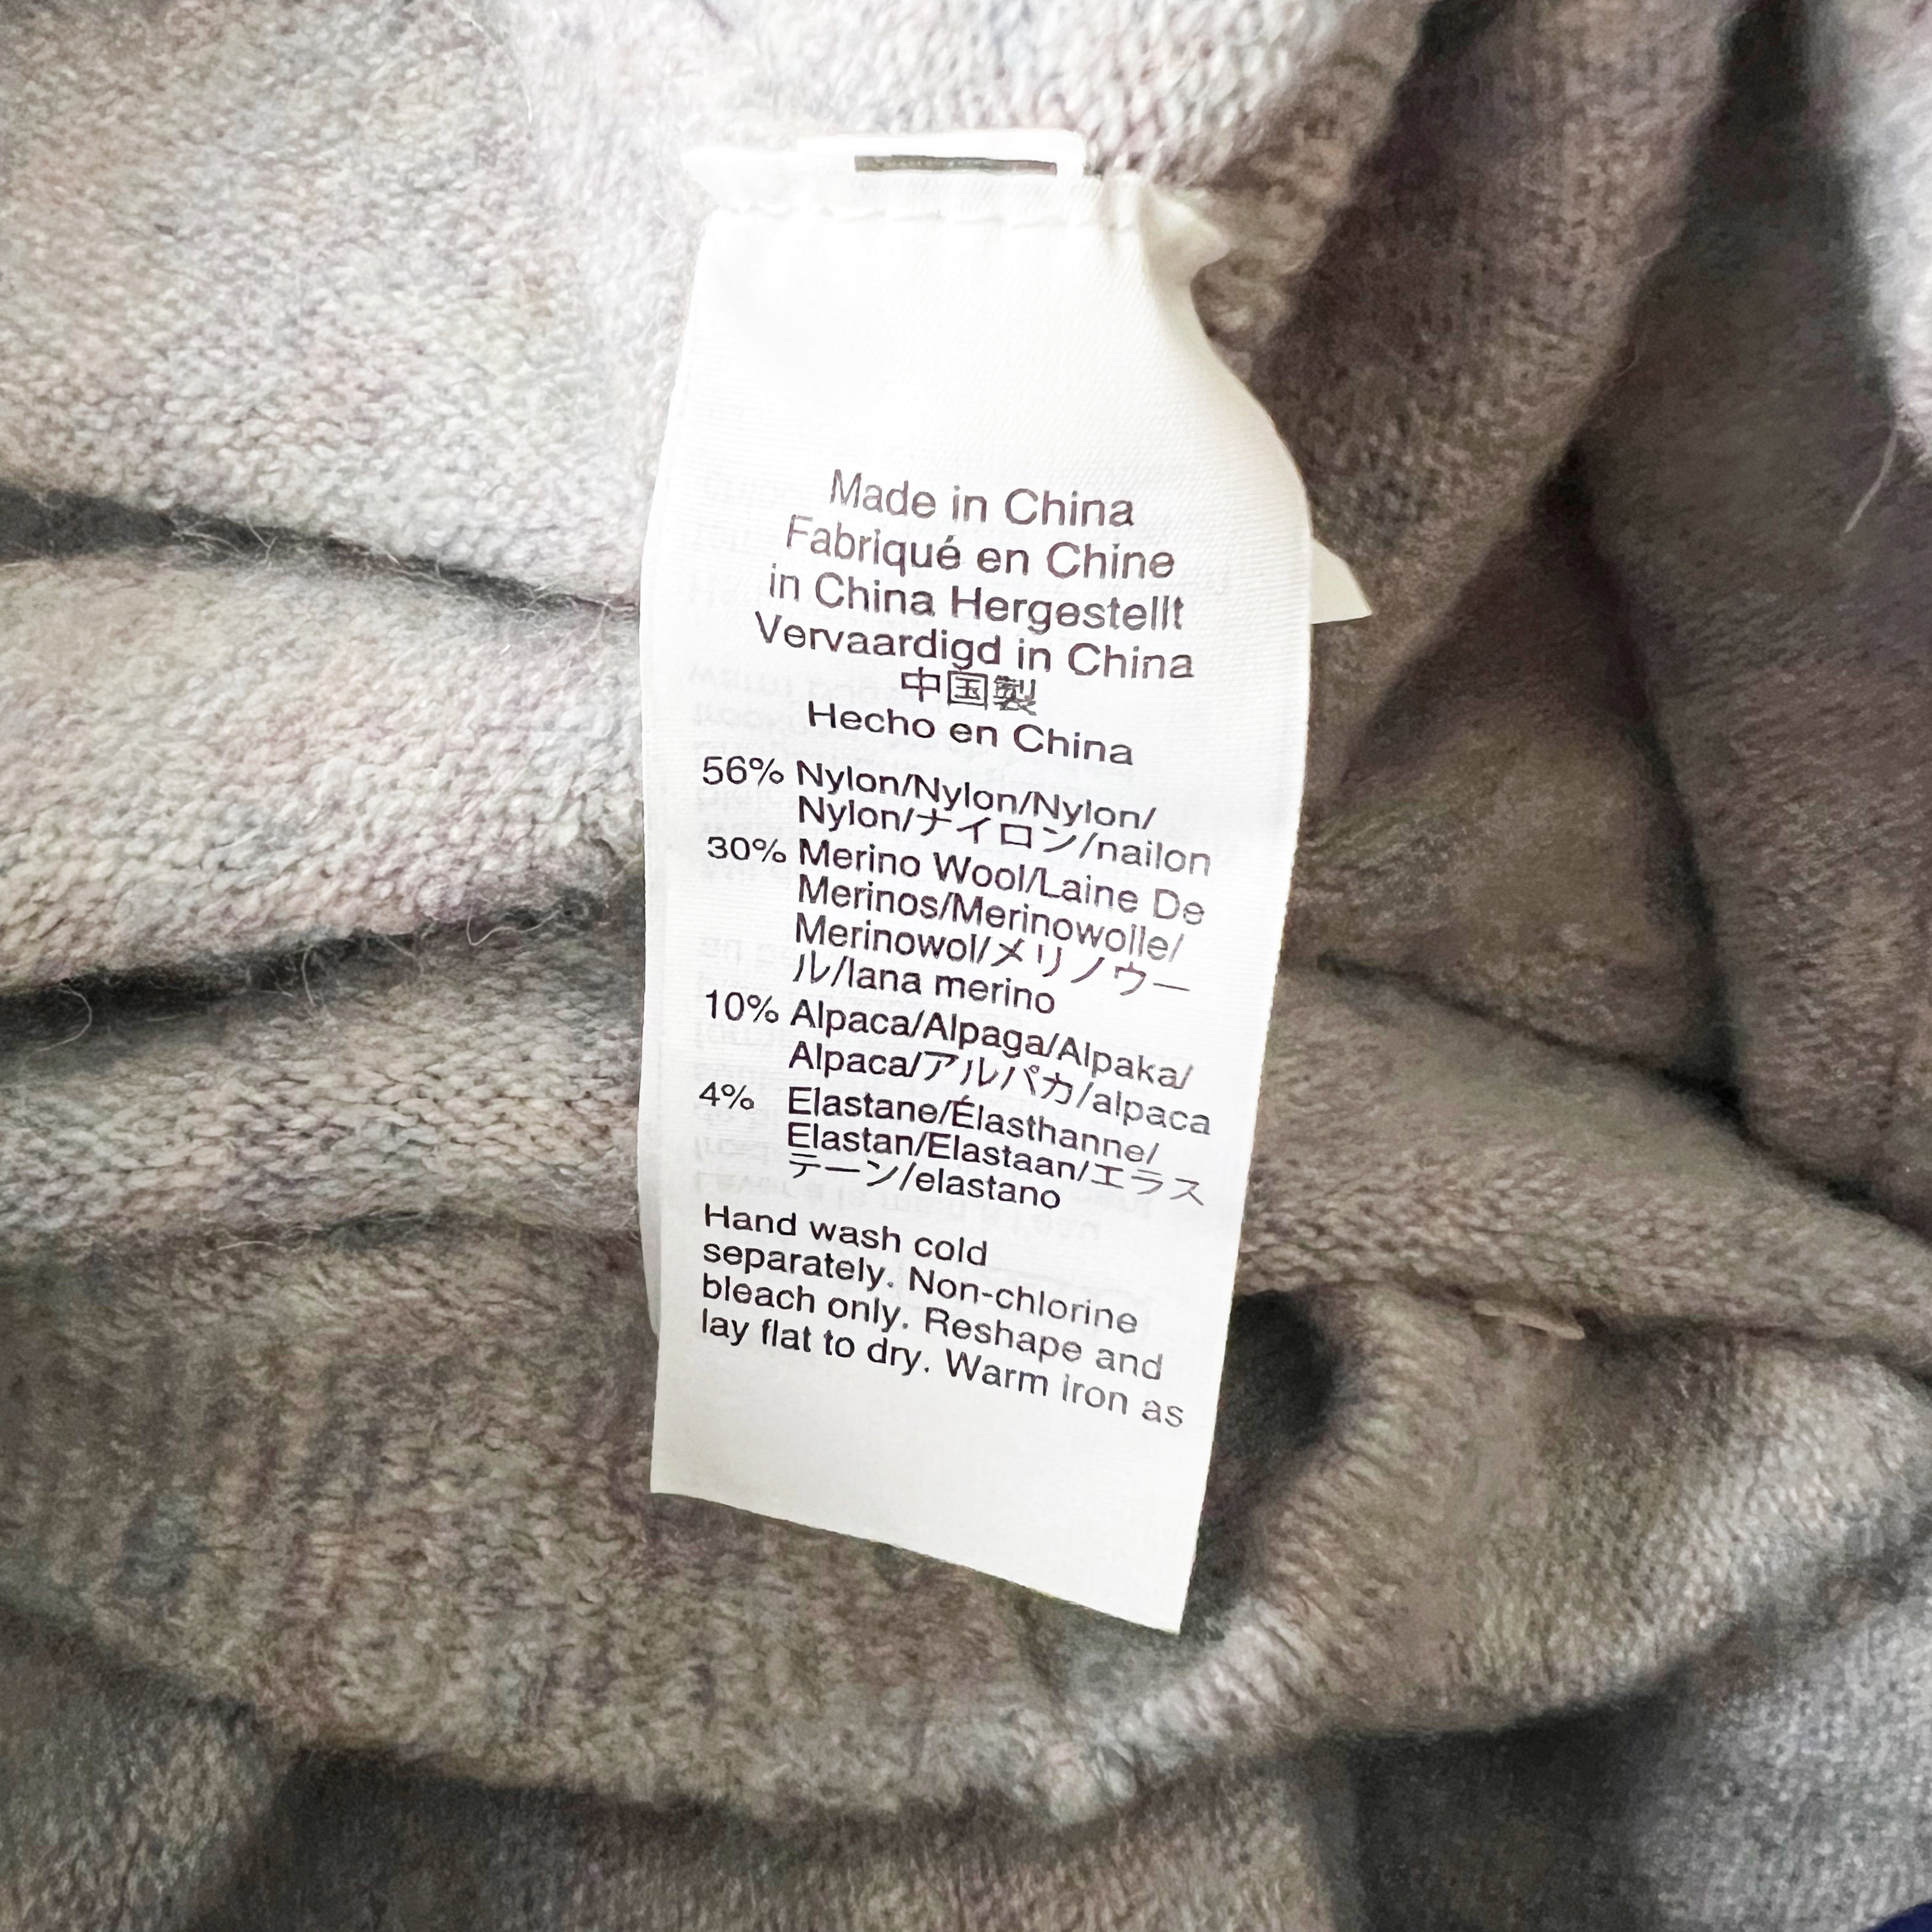 Made in China
Fabriqué en Chine
in China Hergestellt
Vervaardigd in China
中国製
Hecho en China
56% Nylon/Nylon/Nylon/
Nylon/ナイロン/nailon
30% Merino Wool/Laine De
Merinos/Merinowolle/
Merinowol/メリノウー
ル/lana merino
10% Alpaca/Alpaga/Alpaka/
Alpaca/アルパカ/alpaca
4% Elastane/Élasthanne/
Elastan/Elastaan/エラス
テーン/elastano
Hand wash cold
separately. Non-chlorine
bleach only. Reshape and
lay flat to dry. Warm iron as